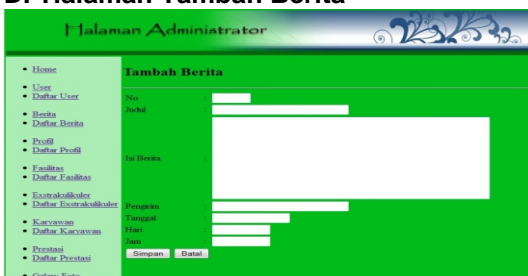 D. Halaman Tambah Berita
Halaman Administrator
Home
User
Daftar User
Berita
Daftar Berita
Profil
Daftar Profil
Fasilitas
Daftar Fasilitas
Exstrakulikuler
Daftar Exstrakulikuler
Karyawan
Daftar Karyawan
Prestasi
Daftar Prestasi
Galery Foto
Tambah Berita
No :
Judul :
Isi Berita :
Pengirim :
Tanggal :
Hari :
Jam :
Simpan Batal